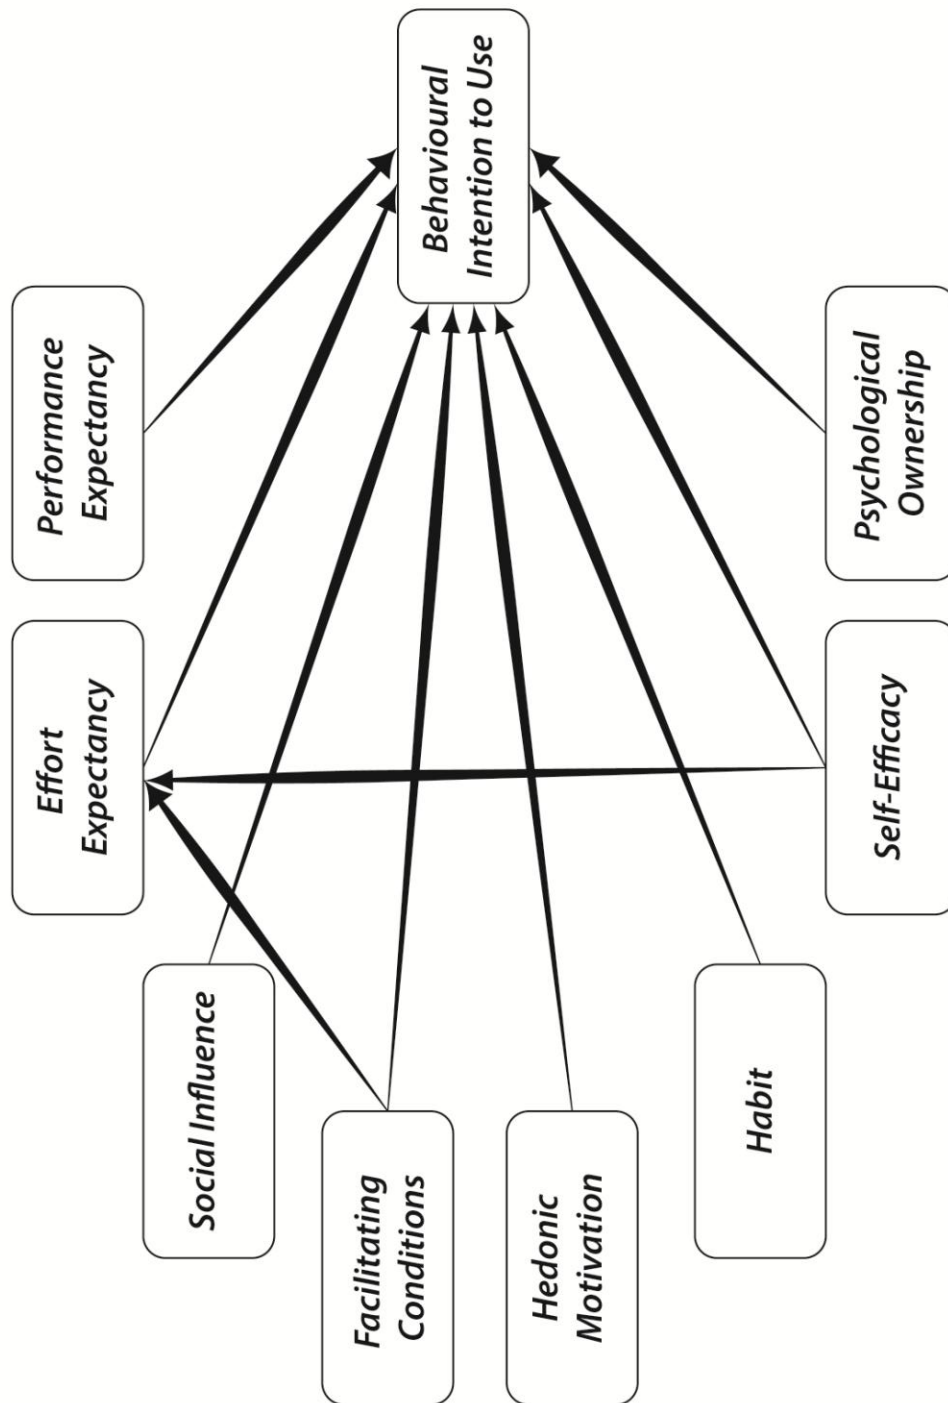 Performance
Expectancy
Effort
Expectancy
Social Influence
Facilitating
Conditions
Hedonic
Motivation
Habit
Self-Efficacy
Psychological
Ownership
Behavioural
Intention to Use